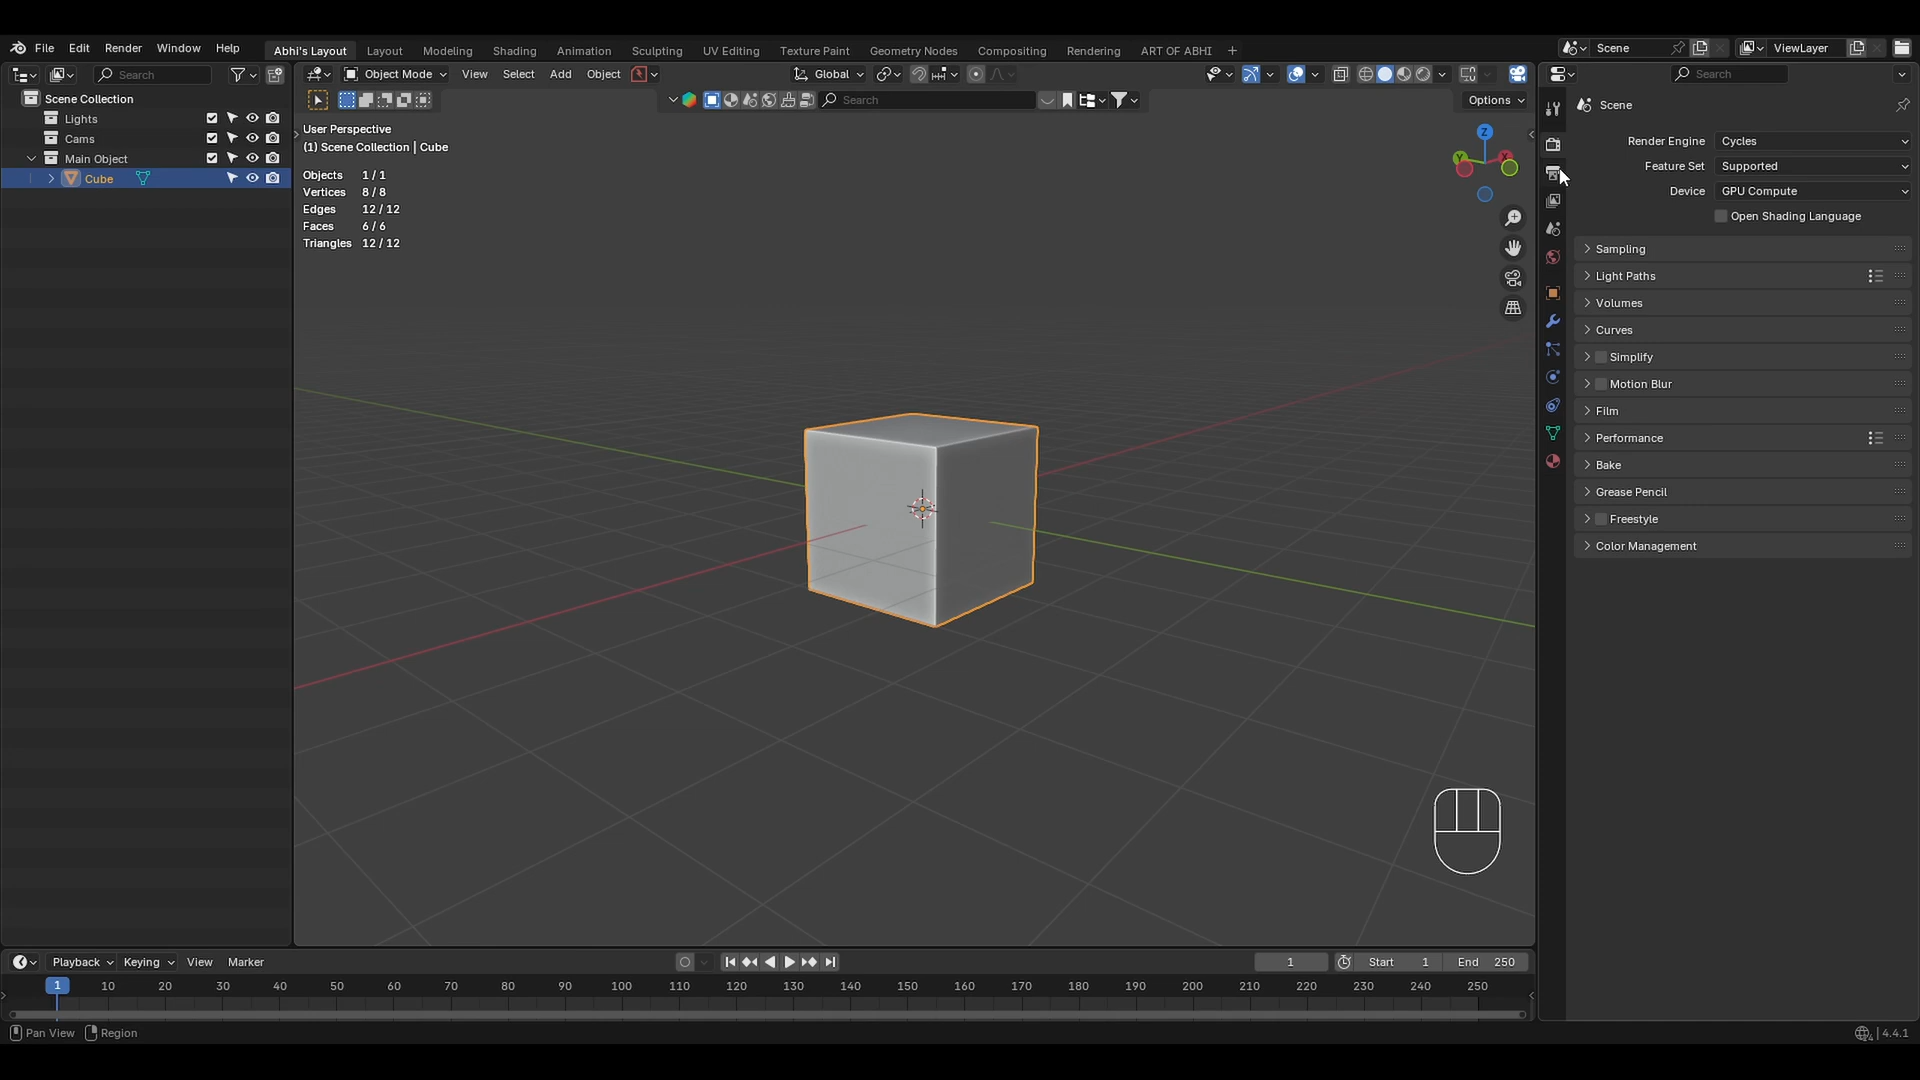 File Edit Render Window Help
Abhi's Layout Layout Modeling Shading Animation Sculpting UV Editing Texture Paint Geometry Nodes Compositing Rendering ART OF ABHI +
Scene ViewLayer
Search
Object Mode View Select Add Object Global
Search
Search Options
Scene Collection
Lights
Cams
Main Object
Cube
User Perspective
(1) Scene Collection | Cube
Objects 1 / 1
Vertices 8 / 8
Edges 12 / 12
Faces 6 / 6
Triangles 12 / 12
Z
Y
X
Scene
Render Engine Cycles
Feature Set Supported
Device GPU Compute
Open Shading Language
Sampling
Light Paths
Volumes
Curves
Simplify
Motion Blur
Film
Performance
Bake
Grease Pencil
Freestyle
Color Management
Playback Keying View Marker
1 Start 1 End 250
1 10 20 30 40 50 60 70 80 90 100 110 120 130 140 150 160 170 180 190 200 210 220 230 240 250
Pan View Region
4.4.1